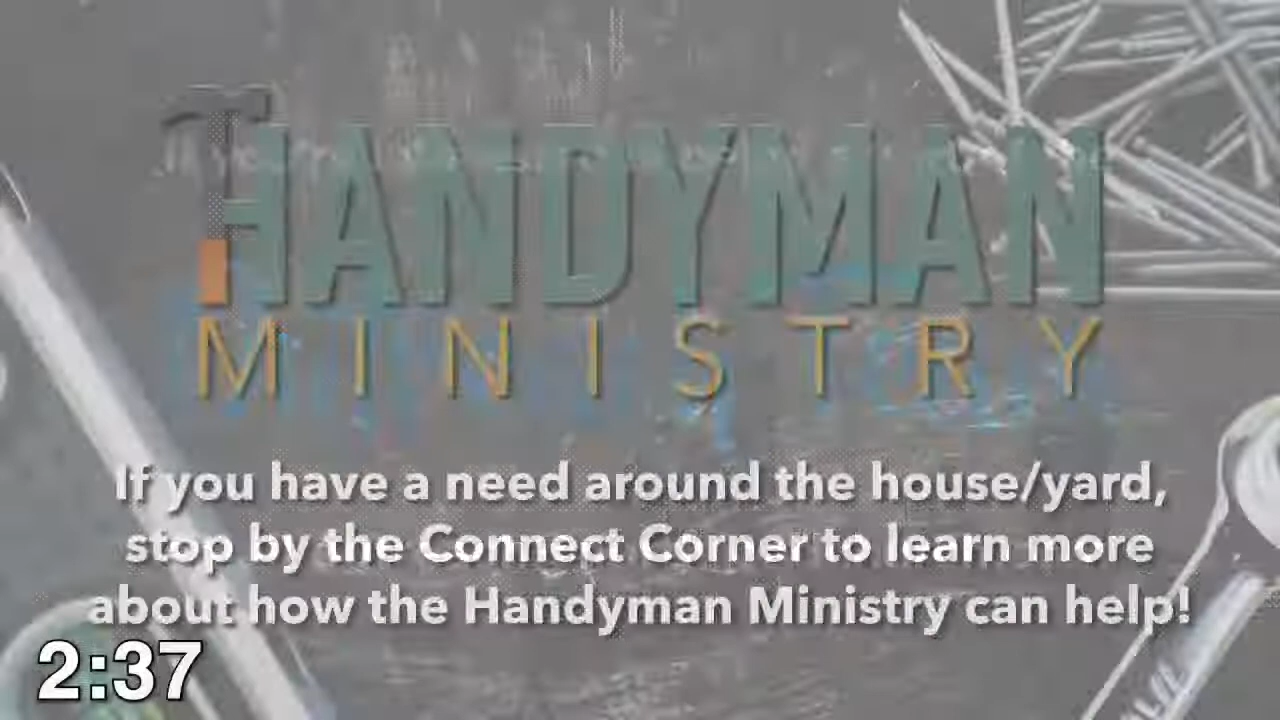 HANDYMAN
MINISTRY
If you have a need around the house/yard,
stop by the Connect Corner to learn more
about how the Handyman Ministry can help!
2:37